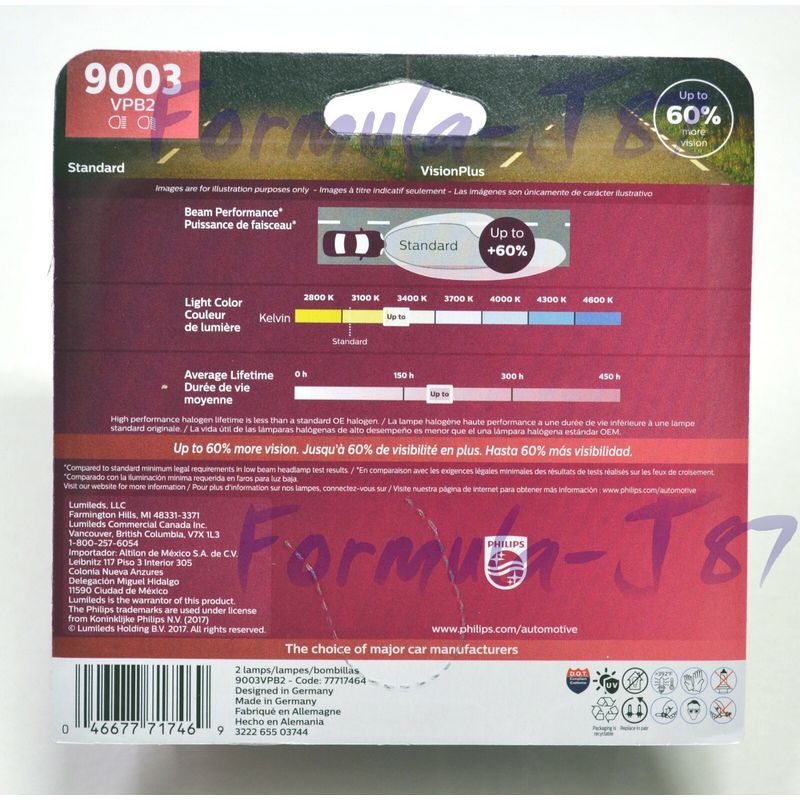 9003
VPB2
Up to
60%
more
vision
Formula-J87
Standard
VisionPlus
Images are for illustration purposes only - Images à titre indicatif seulement - Las imágenes son únicamente de carácter ilustrativo
Beam Performance*
Puissance de faisceau*
Standard
Up to
+60%
Light Color
Couleur
de lumière
Kelvin
2800 K 3100 K 3400 K 3700 K 4000 K 4300 K 4600 K
Up to
Standard
Average Lifetime
Durée de vie
moyenne
0 h 150 h 300 h 450 h
Up to
High performance halogen lifetime is less than a standard OE halogen. / La lampe halogène haute performance a une durée de vie inférieure à une lampe
standard originale. / La vida útil de las lámparas halógenas de alto desempeño es menor que el una lámpara halógena estándar OEM.
Up to 60% more vision. Jusqu'à 60% de visibilité en plus. Hasta 60% más visibilidad.
*Compared to standard minimum legal requirements in low beam headlamp test results. / *En comparaison avec les exigences légales minimales des résultats de tests réalisés sur les feux de croisement.
*Comparado con la iluminación mínima requerida en faros para luz baja.
Visit our website for more information / Pour plus d'information sur nos lampes, connectez-vous sur / Visite nuestra página de internet para obtener más información : www.philips.com/automotive
Lumileds, LLC
Farmington Hills, MI 48331-3371
Lumileds Commercial Canada Inc.
Vancouver, British Columbia, V7X 1L3
1-800-257-6054
Importador: Altilon de México S.A. de C.V.
Leibnitz 117 Piso 3 Interior 305
Colonia Nueva Anzures
Delegación Miguel Hidalgo
11590 Ciudad de México
Lumileds is the warrantor of this product.
The Philips trademarks are used under license
from Koninklijke Philips N.V. (2017)
© Lumileds Holding B.V. 2017. All rights reserved.
Formula-J87
PHILIPS
www.philips.com/automotive
The choice of major car manufacturers
2 lamps/lampes/bombillas
9003VPB2 - Code: 77717464
Designed in Germany
Made in Germany
Fabriqué en Allemagne
Hecho en Alemania
3222 655 03744
0 46677 71746 9
D.O.T.
UV
Packaging is
recyclable
Replace in pair